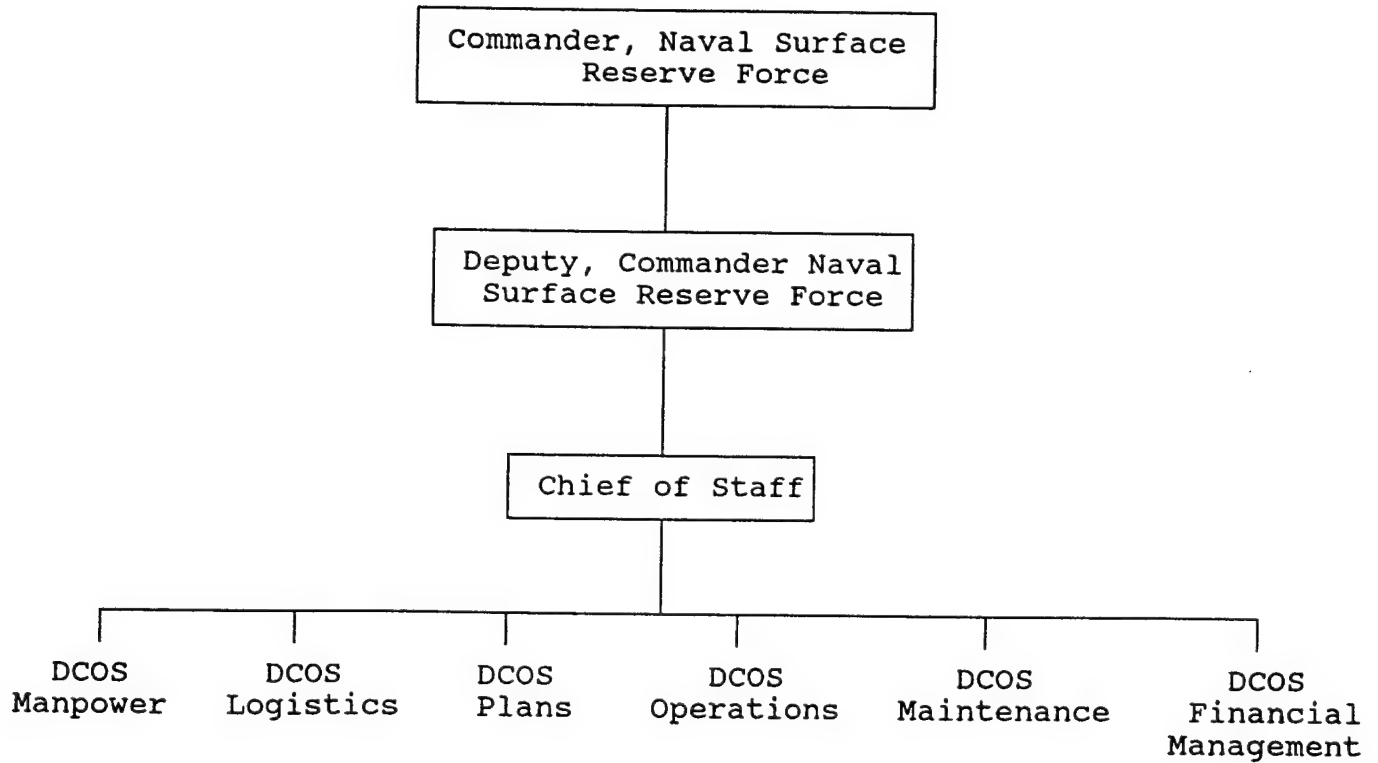 Commander, Naval Surface
Reserve Force
Deputy, Commander Naval
Surface Reserve Force
Chief of Staff
DCOS
Manpower
DCOS
Logistics
DCOS
Plans
DCOS
Operations
DCOS
Maintenance
DCOS
Financial
Management